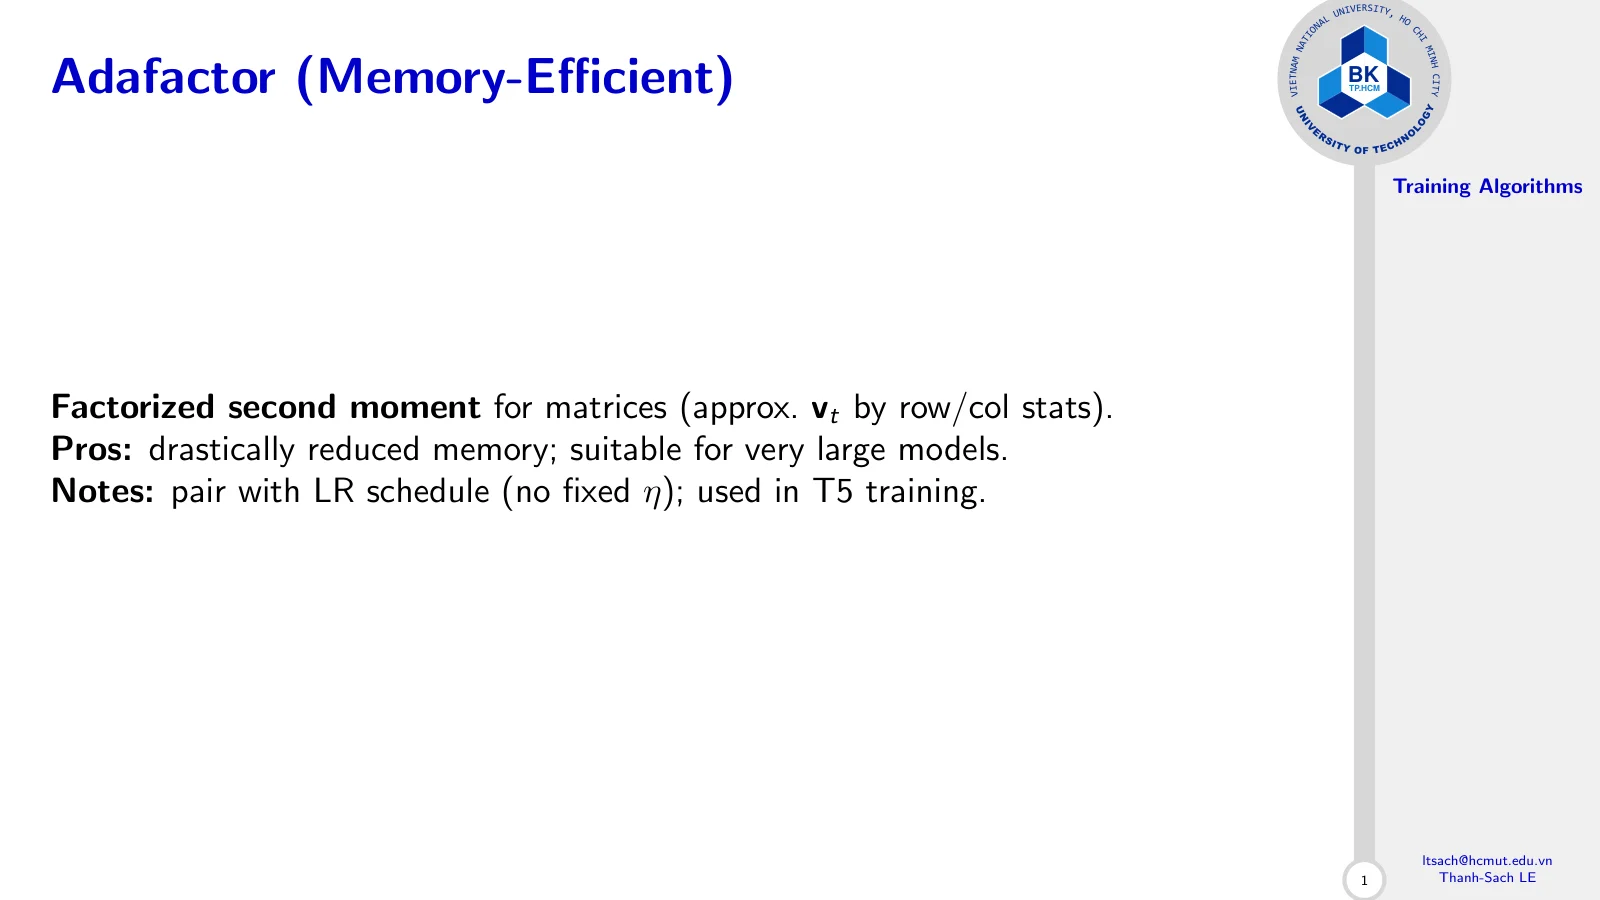 Adafactor (Memory-Efficient)
VIETNAM NATIONAL UNIVERSITY, HO CHI MINH CITY
BK
TP.HCM
UNIVERSITY OF TECHNOLOGY
Training Algorithms
Factorized second moment for matrices (approx. vₜ by row/col stats).
Pros: drastically reduced memory; suitable for very large models.
Notes: pair with LR schedule (no fixed η); used in T5 training.
ltsach@hcmut.edu.vn
Thanh-Sach LE
1